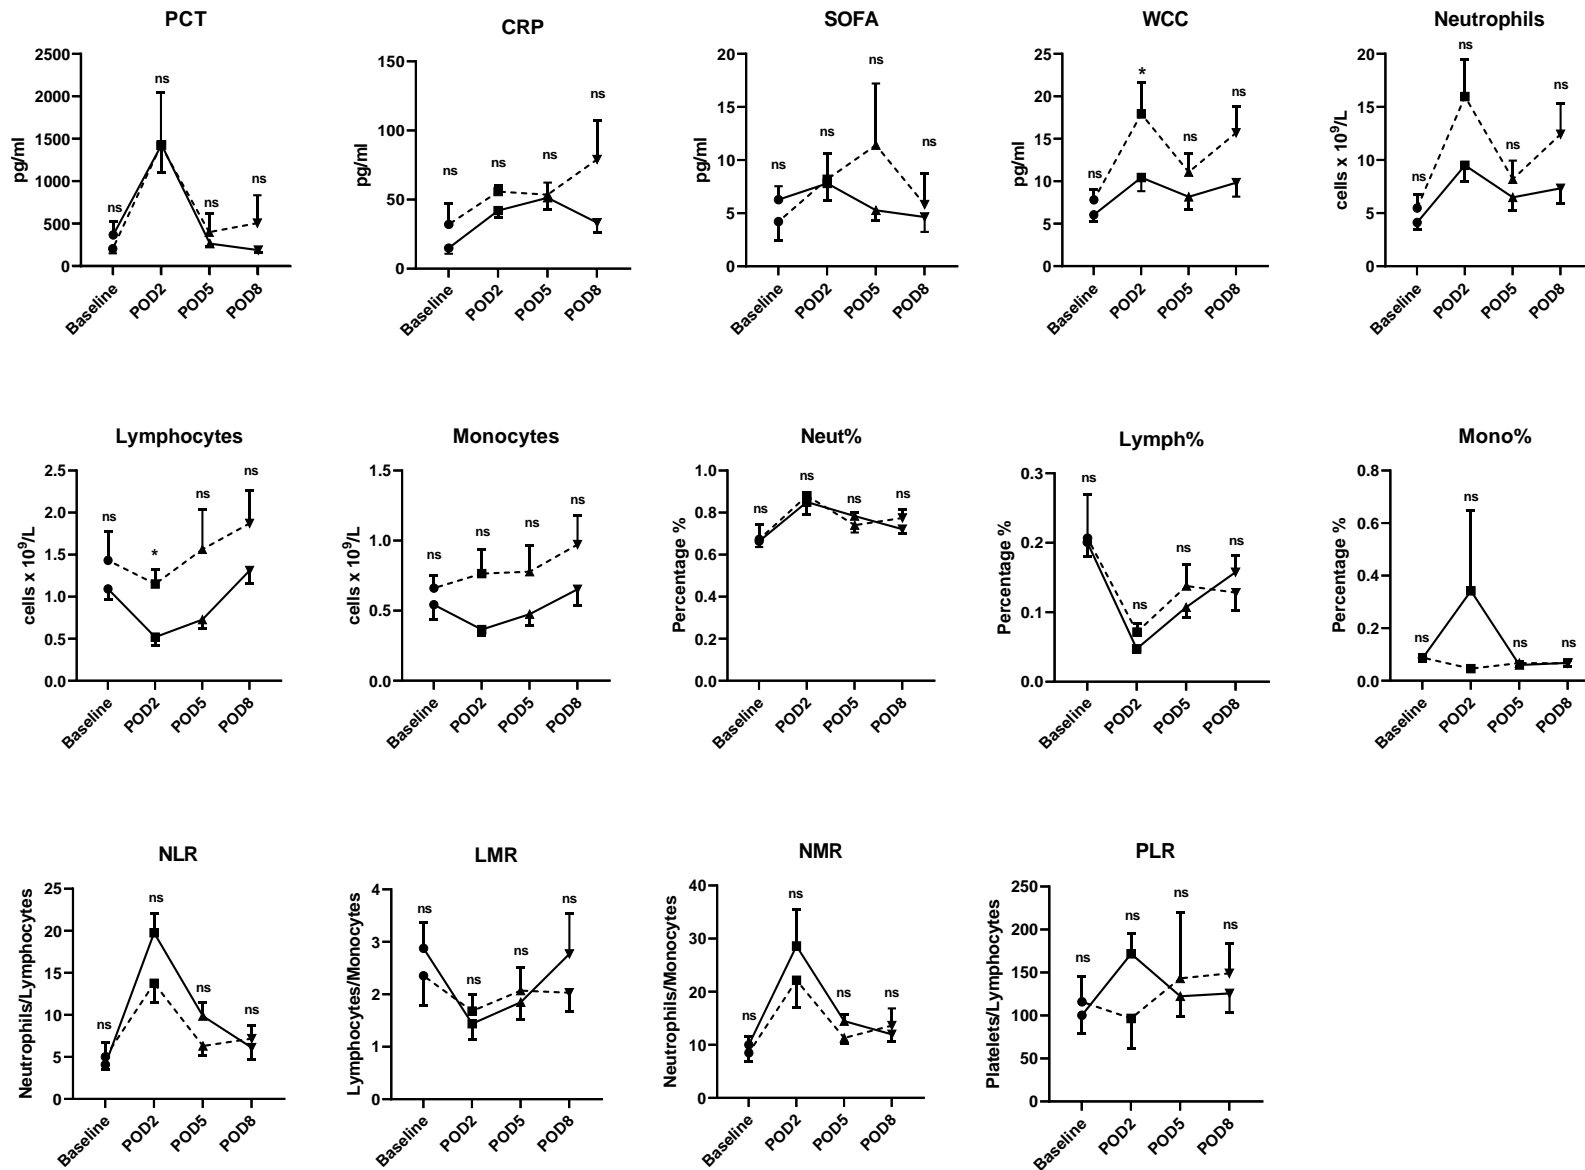 PCT
pg/ml
2500
2000
1500
1000
500
0
ns
ns
ns
ns
Baseline
POD2
POD5
POD8
CRP
pg/ml
150
100
50
0
ns
ns
ns
ns
Baseline
POD2
POD5
POD8
SOFA
20
15
10
5
0
ns
ns
ns
ns
Baseline
POD2
POD5
POD8
WCC
pg/ml
25
20
15
10
5
0
ns
*
ns
ns
Baseline
POD2
POD5
POD8
Neutrophils
cells x 10⁹/L
20
15
10
5
0
ns
ns
ns
ns
Baseline
POD2
POD5
POD8
Lymphocytes
cells x 10⁹/L
2.5
2.0
1.5
1.0
0.5
0.0
ns
*
ns
ns
Baseline
POD2
POD5
POD8
Monocytes
cells x 10⁹/L
1.5
1.0
0.5
0.0
ns
ns
ns
ns
Baseline
POD2
POD5
POD8
Neut%
Percentage %
1.0
0.8
0.6
0.4
0.2
0.0
ns
ns
ns
ns
Baseline
POD2
POD5
POD8
Lymph%
Percentage %
0.3
0.2
0.1
0.0
ns
ns
ns
ns
Baseline
POD2
POD5
POD8
Mono%
Percentage %
0.8
0.6
0.4
0.2
0.0
ns
ns
ns
ns
Baseline
POD2
POD5
POD8
NLR
Neutrophils/Lymphocytes
25
20
15
10
5
0
ns
ns
ns
ns
Baseline
POD2
POD5
POD8
LMR
Lymphocytes/Monocytes
4
3
2
1
0
ns
ns
ns
ns
Baseline
POD2
POD5
POD8
NMR
Neutrophils/Monocytes
40
30
20
10
0
ns
ns
ns
ns
Baseline
POD2
POD5
POD8
PLR
Platelets/Lymphocytes
250
200
150
100
50
0
ns
ns
ns
ns
Baseline
POD2
POD5
POD8